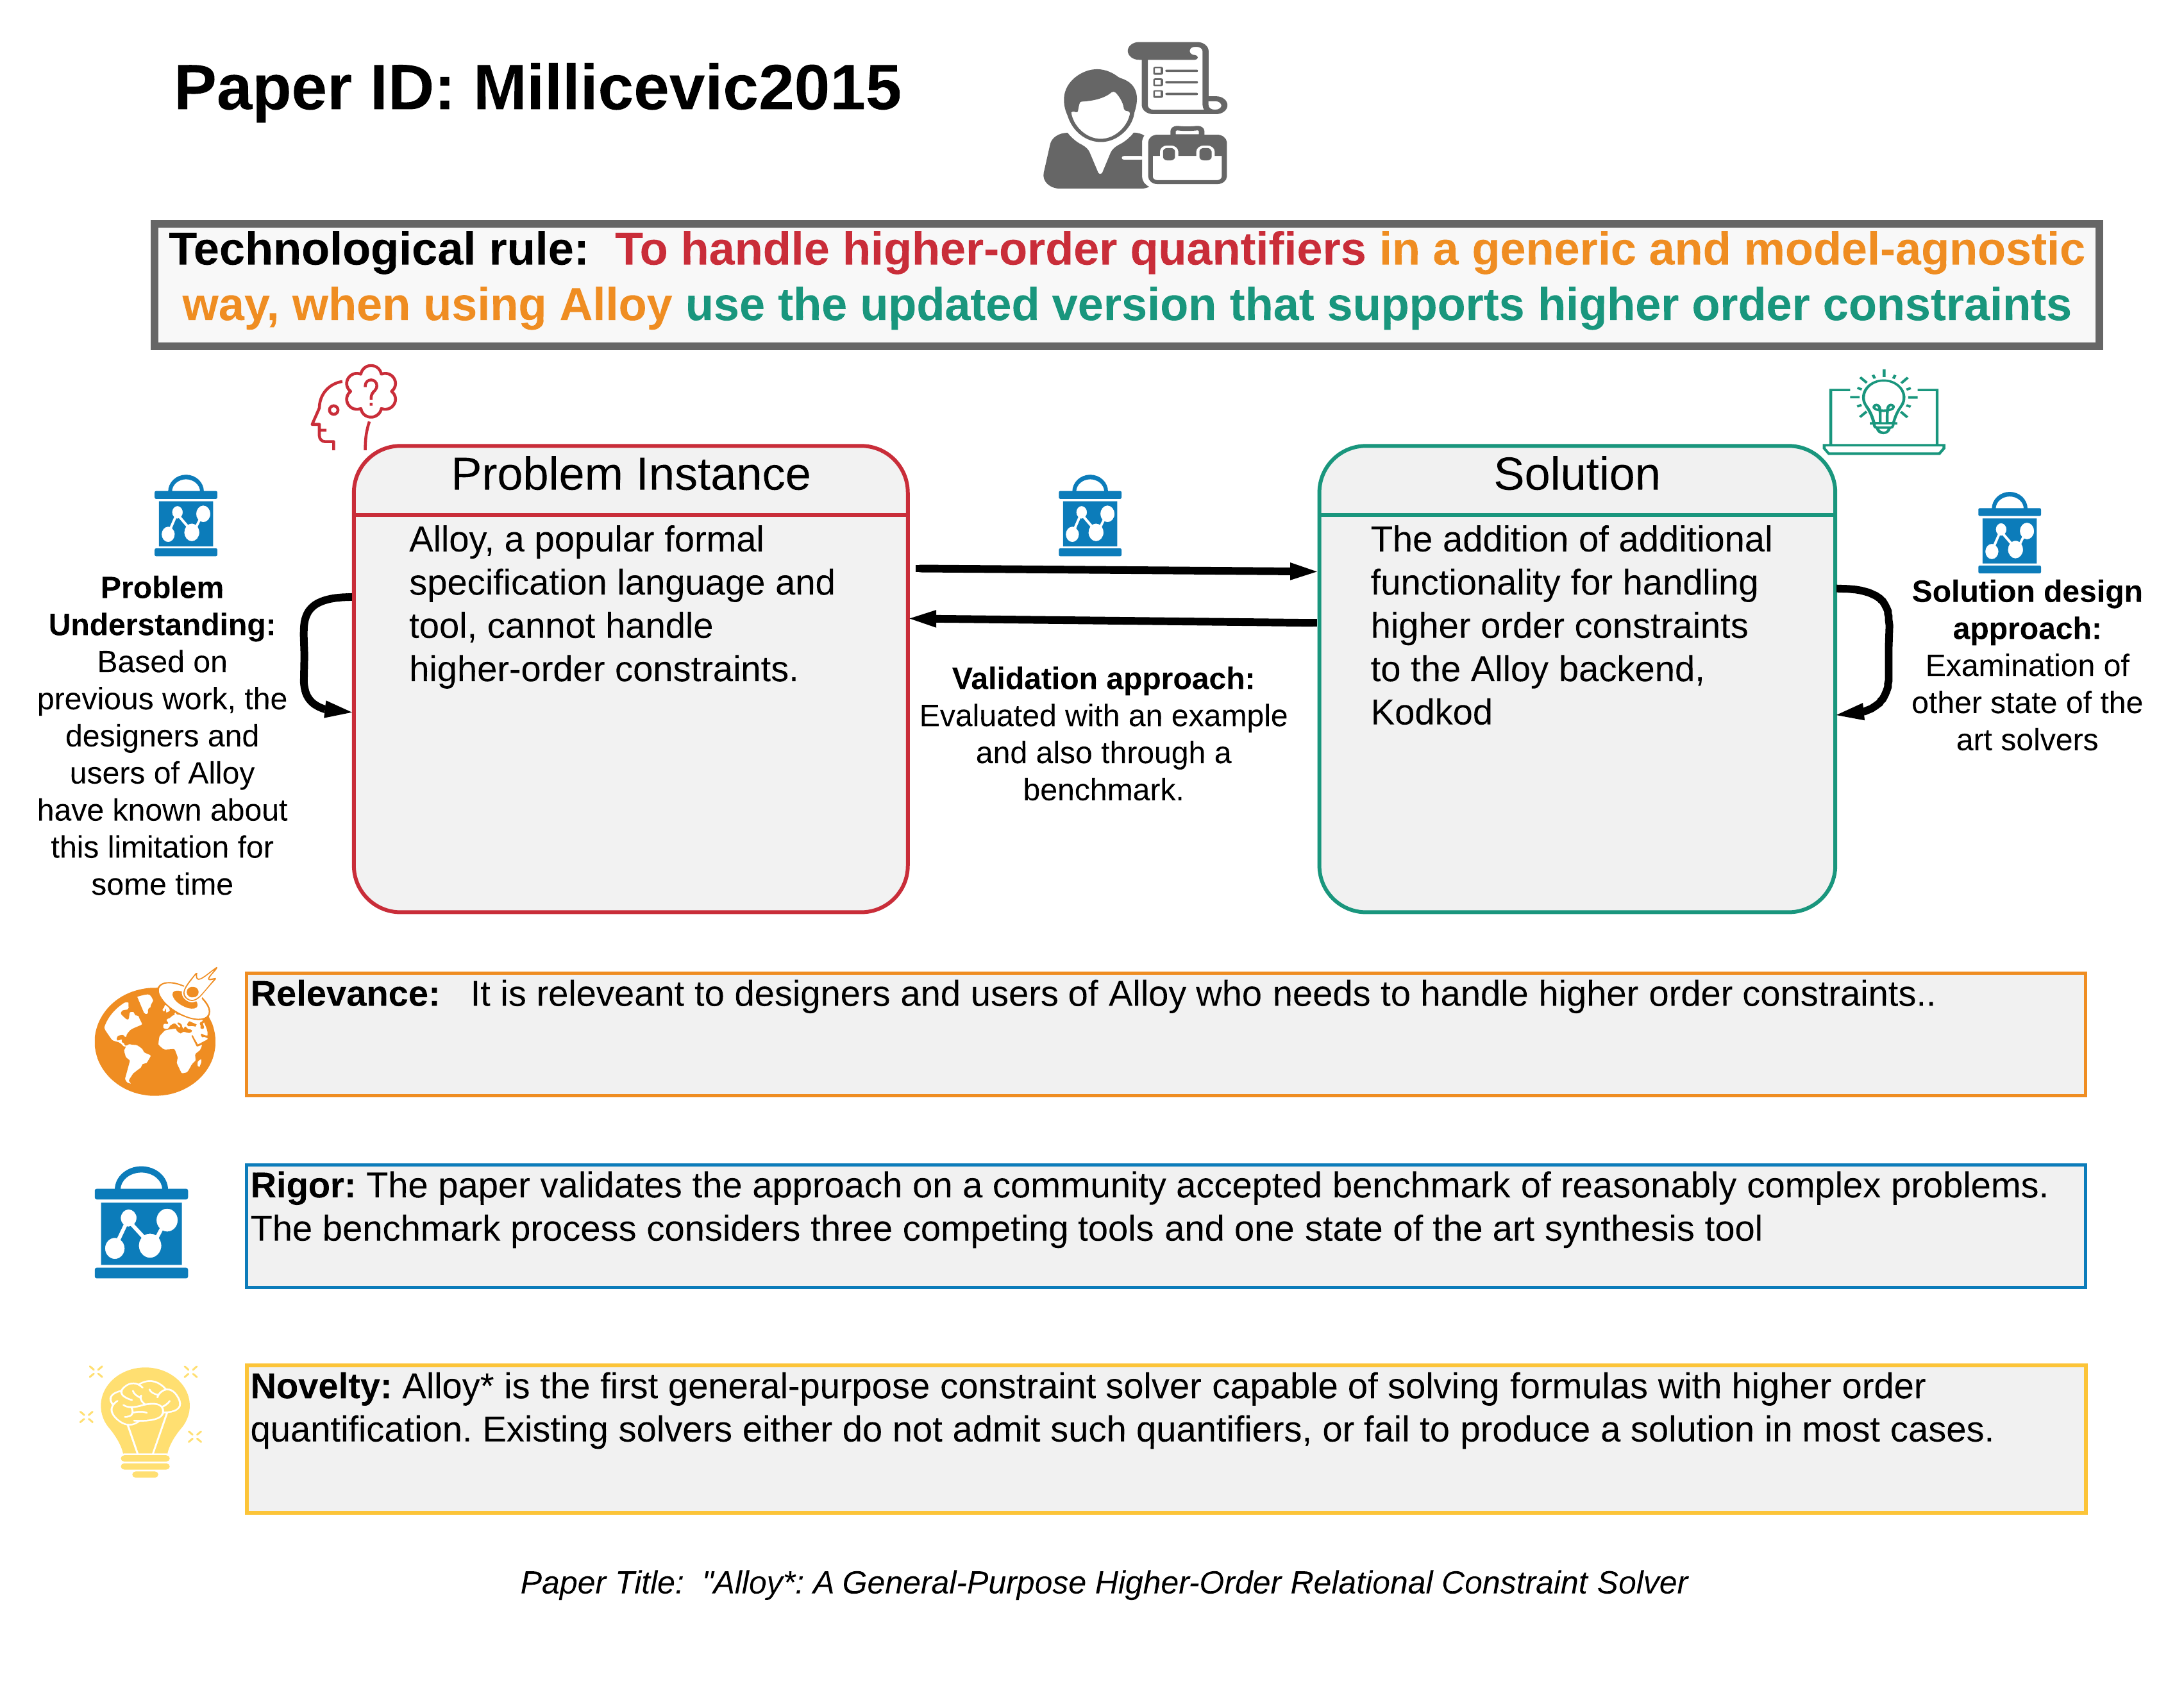 Paper ID: Millicevic2015
Technological rule: To handle higher-order quantifiers in a generic and model-agnostic
way, when using Alloy use the updated version that supports higher order constraints
?
Problem Instance
Alloy, a popular formal
specification language and
tool, cannot handle
higher-order constraints.
Solution
The addition of additional
functionality for handling
higher order constraints
to the Alloy backend,
Kodkod
Problem
Understanding:
Based on
previous work, the
designers and
users of Alloy
have known about
this limitation for
some time
Validation approach:
Evaluated with an example
and also through a
benchmark.
Solution design
approach:
Examination of
other state of the
art solvers
Relevance: It is releveant to designers and users of Alloy who needs to handle higher order constraints..
Rigor: The paper validates the approach on a community accepted benchmark of reasonably complex problems.
The benchmark process considers three competing tools and one state of the art synthesis tool
Novelty: Alloy* is the first general-purpose constraint solver capable of solving formulas with higher order
quantification. Existing solvers either do not admit such quantifiers, or fail to produce a solution in most cases.
Paper Title: "Alloy*: A General-Purpose Higher-Order Relational Constraint Solver